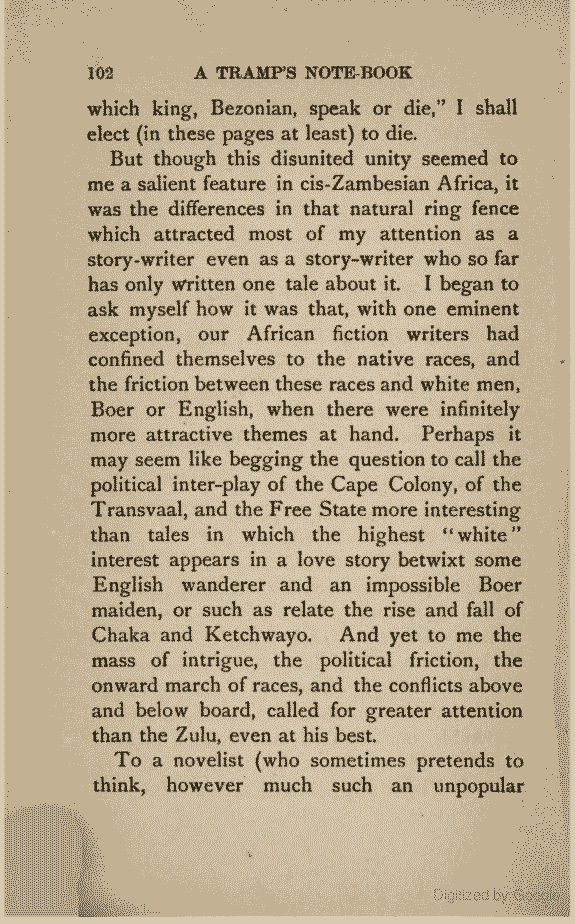 102 A TRAMP'S NOTE-BOOK
which king, Bezonian, speak or die," I shall
elect (in these pages at least) to die.
But though this disunited unity seemed to
me a salient feature in cis-Zambesian Africa, it
was the differences in that natural ring fence
which attracted most of my attention as a
story-writer even as a story-writer who so far
has only written one tale about it. I began to
ask myself how it was that, with one eminent
exception, our African fiction writers had
confined themselves to the native races, and
the friction between these races and white men,
Boer or English, when there were infinitely
more attractive themes at hand. Perhaps it
may seem like begging the question to call the
political inter-play of the Cape Colony, of the
Transvaal, and the Free State more interesting
than tales in which the highest "white"
interest appears in a love story betwixt some
English wanderer and an impossible Boer
maiden, or such as relate the rise and fall of
Chaka and Ketchwayo. And yet to me the
mass of intrigue, the political friction, the
onward march of races, and the conflicts above
and below board, called for greater attention
than the Zulu, even at his best.
To a novelist (who sometimes pretends to
think, however much such an unpopular
Digitized by Google